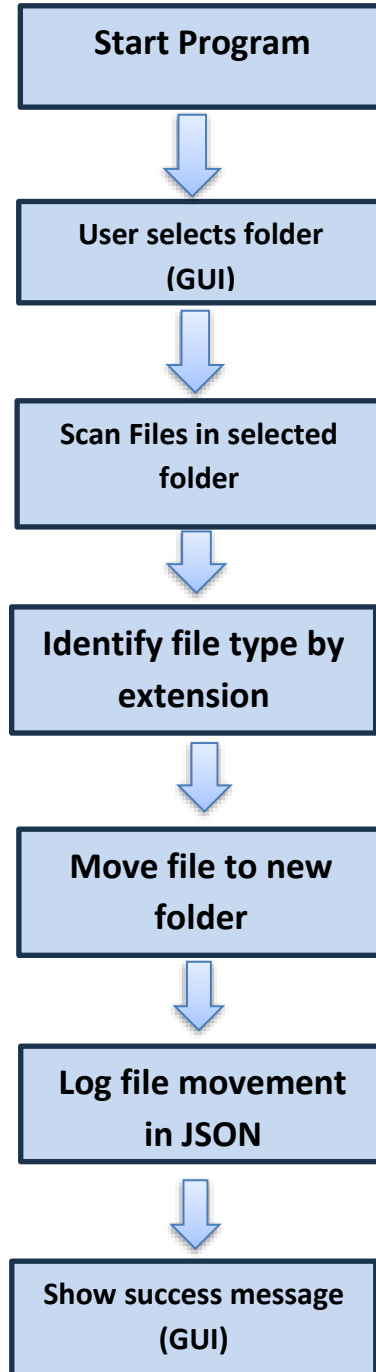 Start Program
User selects folder
(GUI)
Scan Files in selected
folder
Identify file type by
extension
Move file to new
folder
Log file movement
in JSON
Show success message
(GUI)